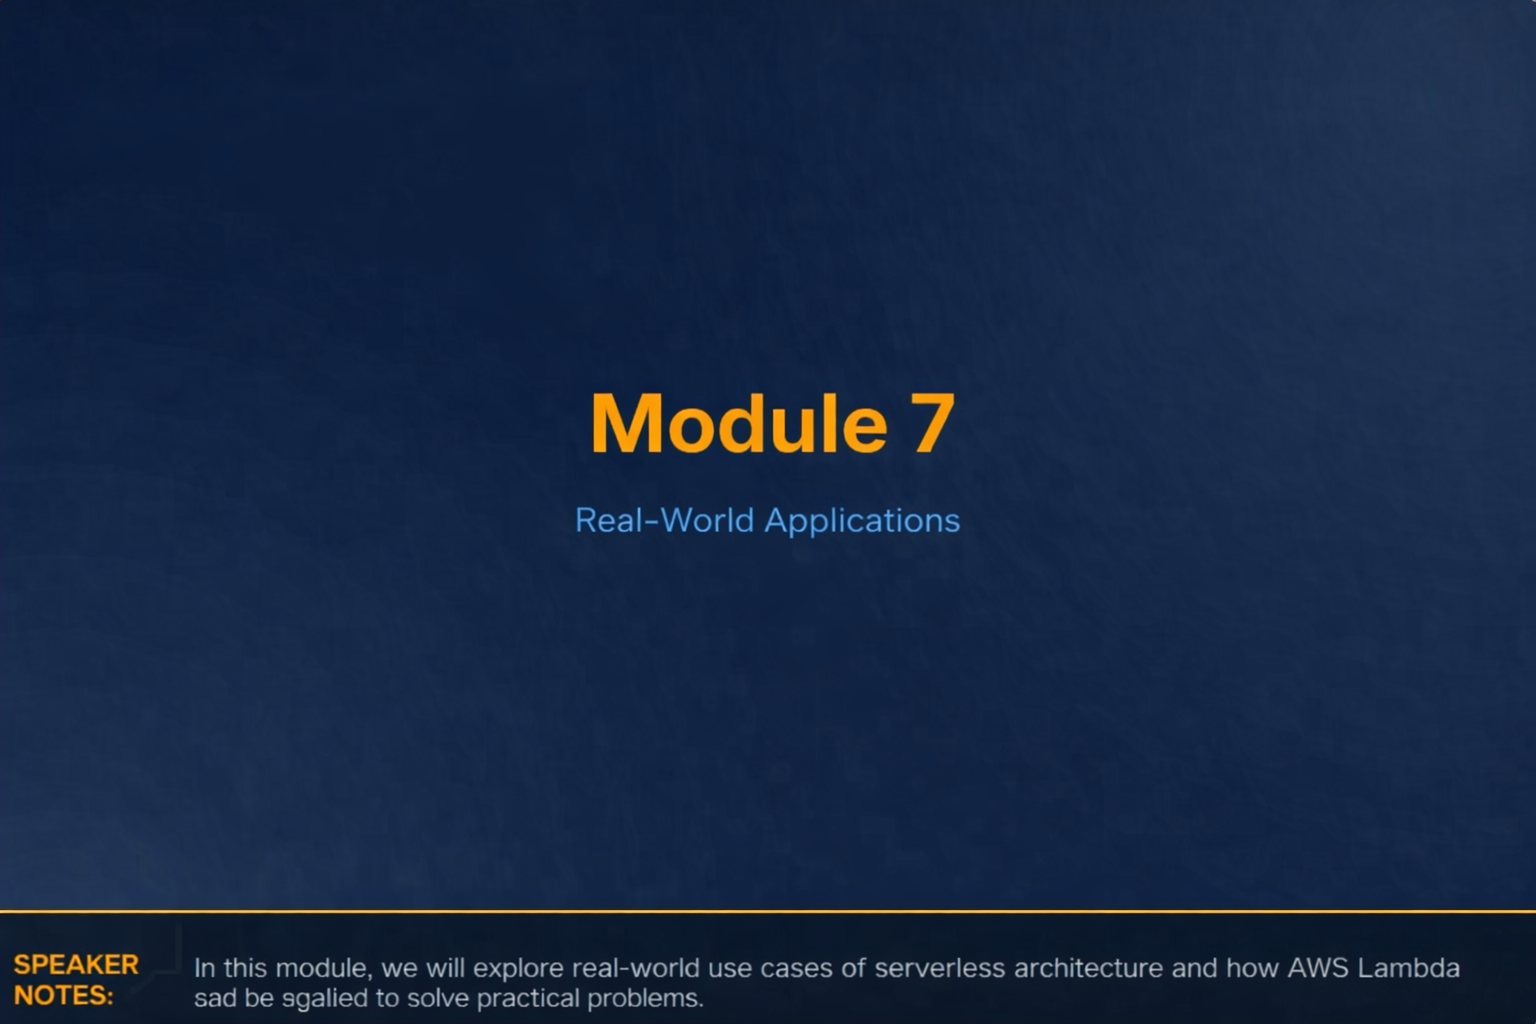 Module 7
Real-World Applications
SPEAKER
NOTES:
In this module, we will explore real-world use cases of serverless architecture and how AWS Lambda
sad be sgalied to solve practical problems.